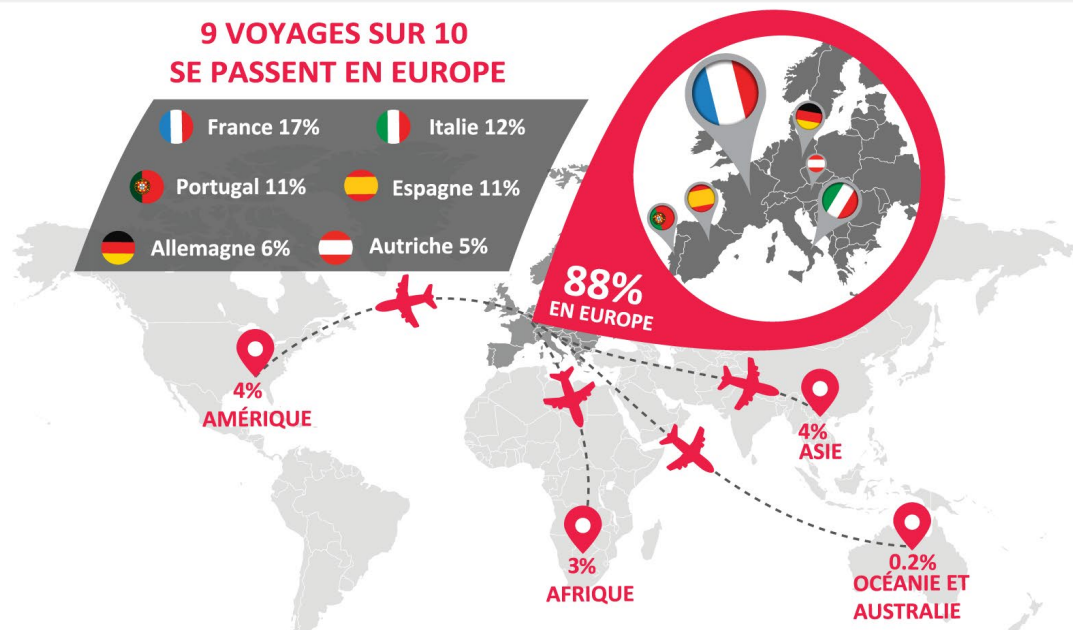 9 VOYAGES SUR 10
SE PASSENT EN EUROPE
France 17%
Italie 12%
Portugal 11%
Espagne 11%
Allemagne 6%
Autriche 5%
88%
EN EUROPE
4%
AMÉRIQUE
4%
ASIE
3%
AFRIQUE
0.2%
OCÉANIE ET
AUSTRALIE